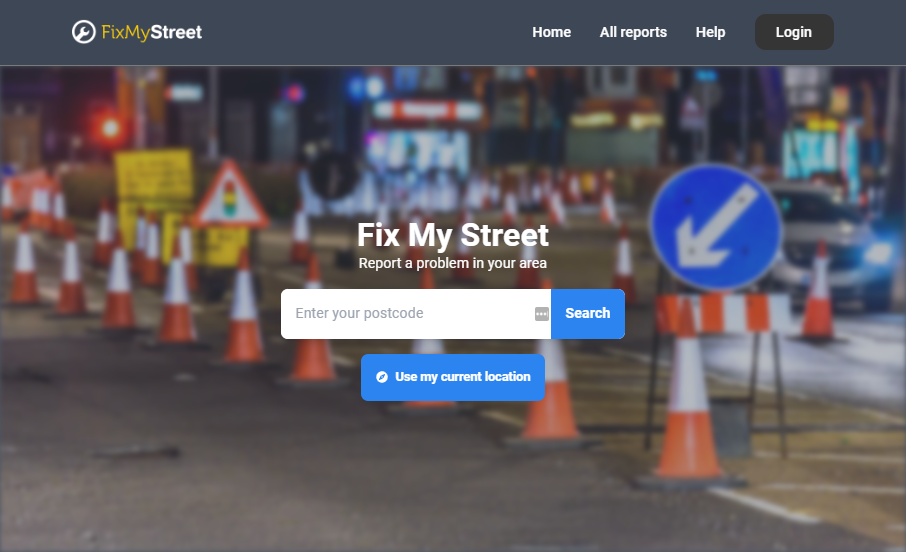 FixMyStreet
Home
All reports
Help
Login
Fix My Street
Report a problem in your area
Enter your postcode
Search
Use my current location